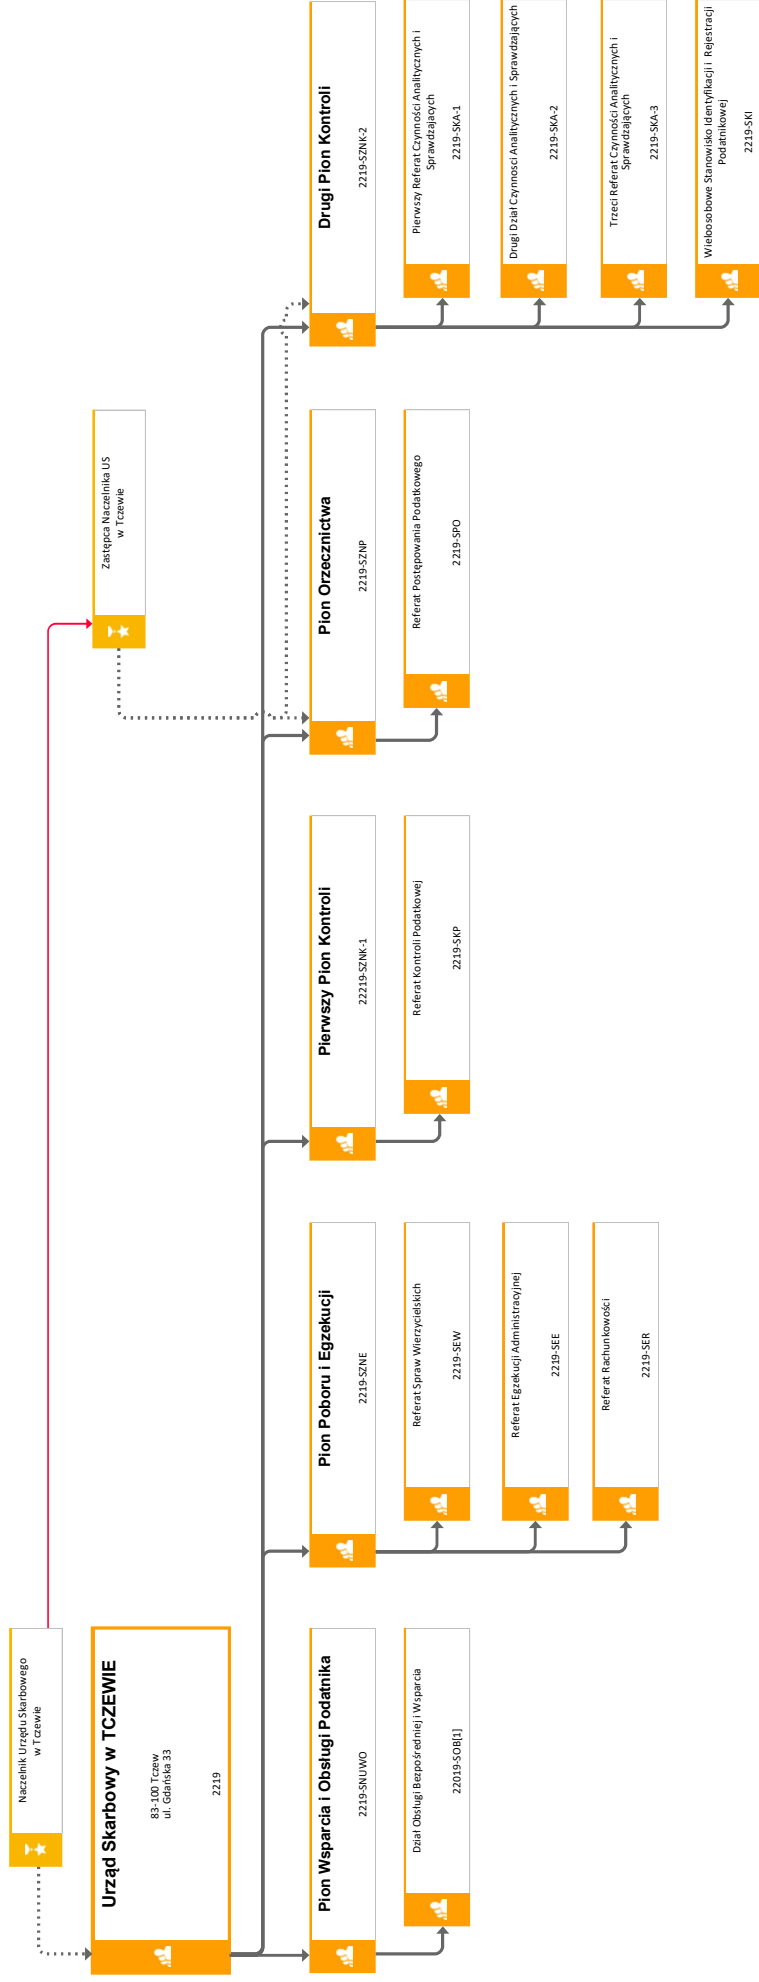 Naczelnik Urzędu Skarbowego
w Tczewie
Zastępca Naczelnika US
w Tczewie
Urząd Skarbowy w TCZEWIE
83-100 Tczew
ul. Gdańska 33
2219
Pion Wsparcia i Obsługi Podatnika
2219-SNUWO
Dział Obsługi Bezpośredniej i Wsparcia
22019-SOB[1]
Pion Poboru i Egzekucji
2219-SZNE
Referat Spraw Wierzycielskich
2219-SEW
Referat Egzekucji Administracyjnej
2219-SEE
Referat Rachunkowości
2219-SER
Pierwszy Pion Kontroli
22219-SZNK-1
Referat Kontroli Podatkowej
2219-SKP
Pion Orzecznictwa
2219-SZNP
Referat Postępowania Podatkowego
2219-SPO
Drugi Pion Kontroli
2219-SZNK-2
Pierwszy Referat Czynności Analitycznych i
Sprawdzajacych
2219-SKA-1
Drugi Dział Czynnosci Analitycznych i Sprawdzających
2219-SKA-2
Trzeci Referat Czynności Analitycznych i
Sprawdzających
2219-SKA-3
Wieloosobowe Stanowisko Identyfikacji i Rejestracji
Podatnikowej
2219-SKI